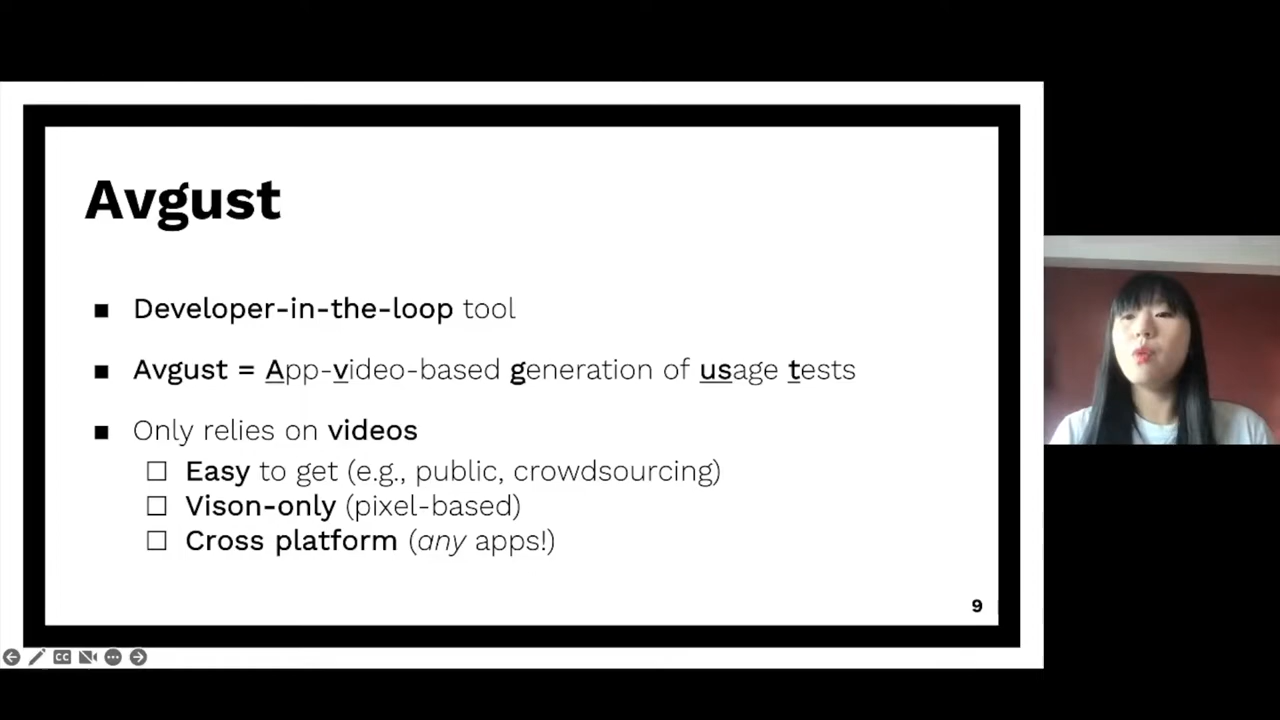 Avgust
Developer-in-the-loop tool
Avgust = App-video-based generation of usage tests
Only relies on videos
Easy to get (e.g., public, crowdsourcing)
Vison-only (pixel-based)
Cross platform (any apps!)
9
CC